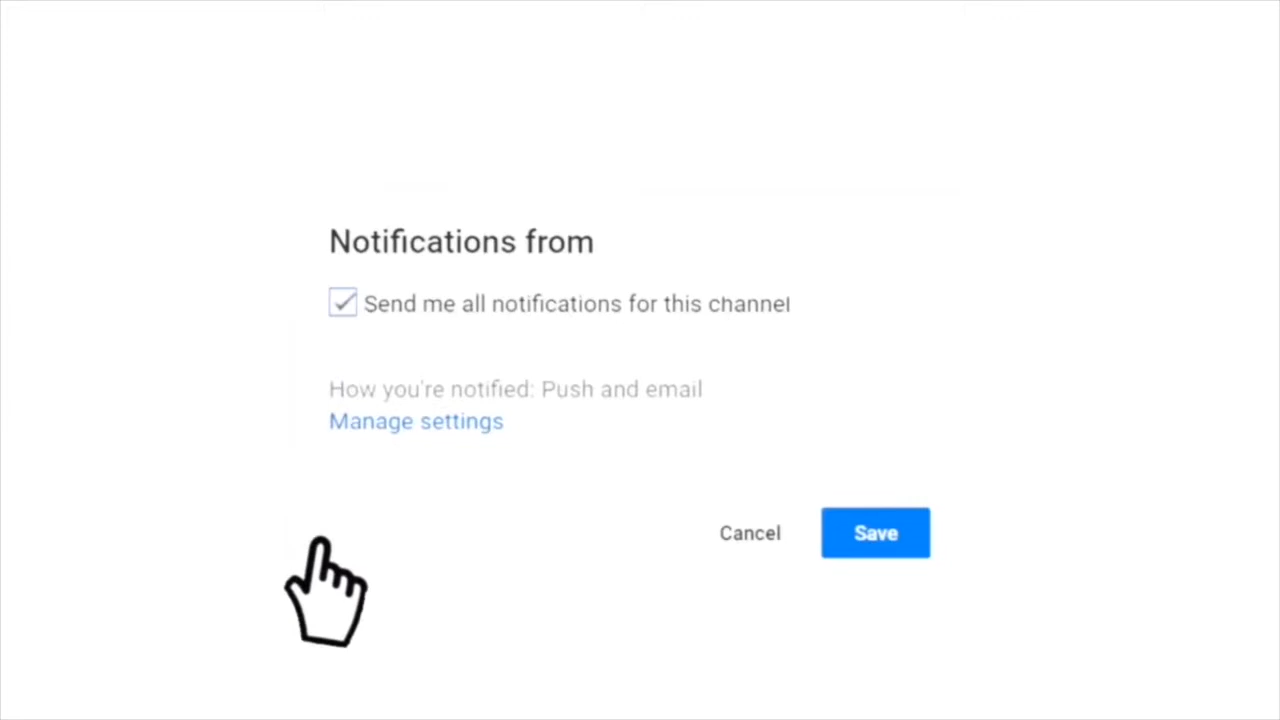 Notifications from
Send me all notifications for this channel
How you're notified: Push and email
Manage settings
Cancel
Save